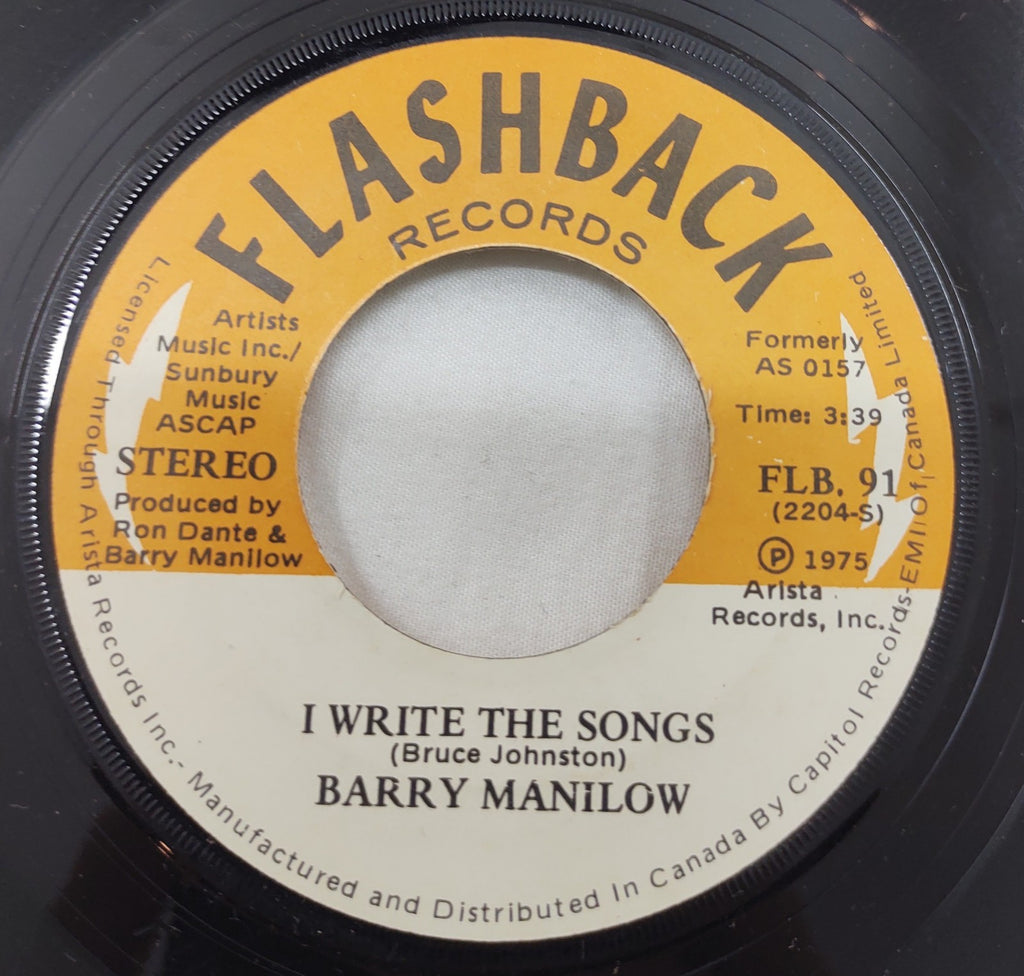 FLASHBACK
RECORDS
Artists
Music Inc./
Sunbury
Music
ASCAP
STEREO
Produced by
Ron Dante &
Barry Manilow
Formerly
AS 0157
Time: 3:39
FLB. 91
(2204-S)
Ⓟ 1975
Arista
Records, Inc.
I WRITE THE SONGS
(Bruce Johnston)
BARRY MANILOW
Licensed Through Arista Records Inc.- Manufactured and Distributed In Canada By Capitol Records-EMI Of Canada Limited